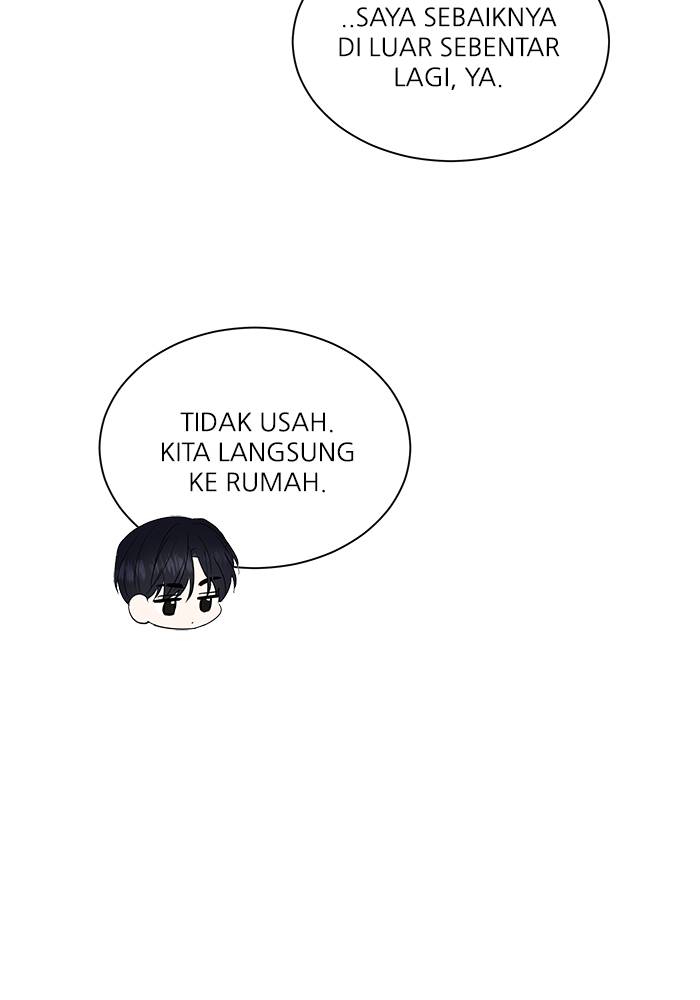 ..SAYA SEBAIKNYA
DI LUAR SEBENTAR
LAGI, YA.
TIDAK USAH.
KITA LANGSUNG
KE RUMAH.